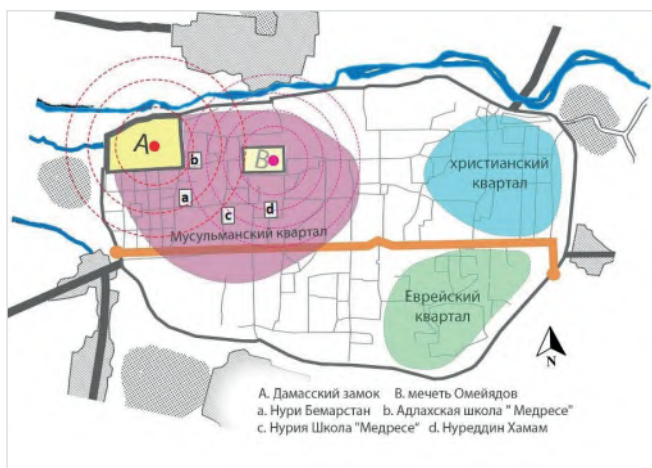 A
B
b
a
c
d
христианский
квартал
Мусульманский квартал
Еврейский
квартал
N
А. Дамасский замок В. мечеть Омейядов
a. Нури Бемарстан b. Адлахская школа " Медресе"
c. Нурия Школа "Медресе" d. Нуреддин Хамам